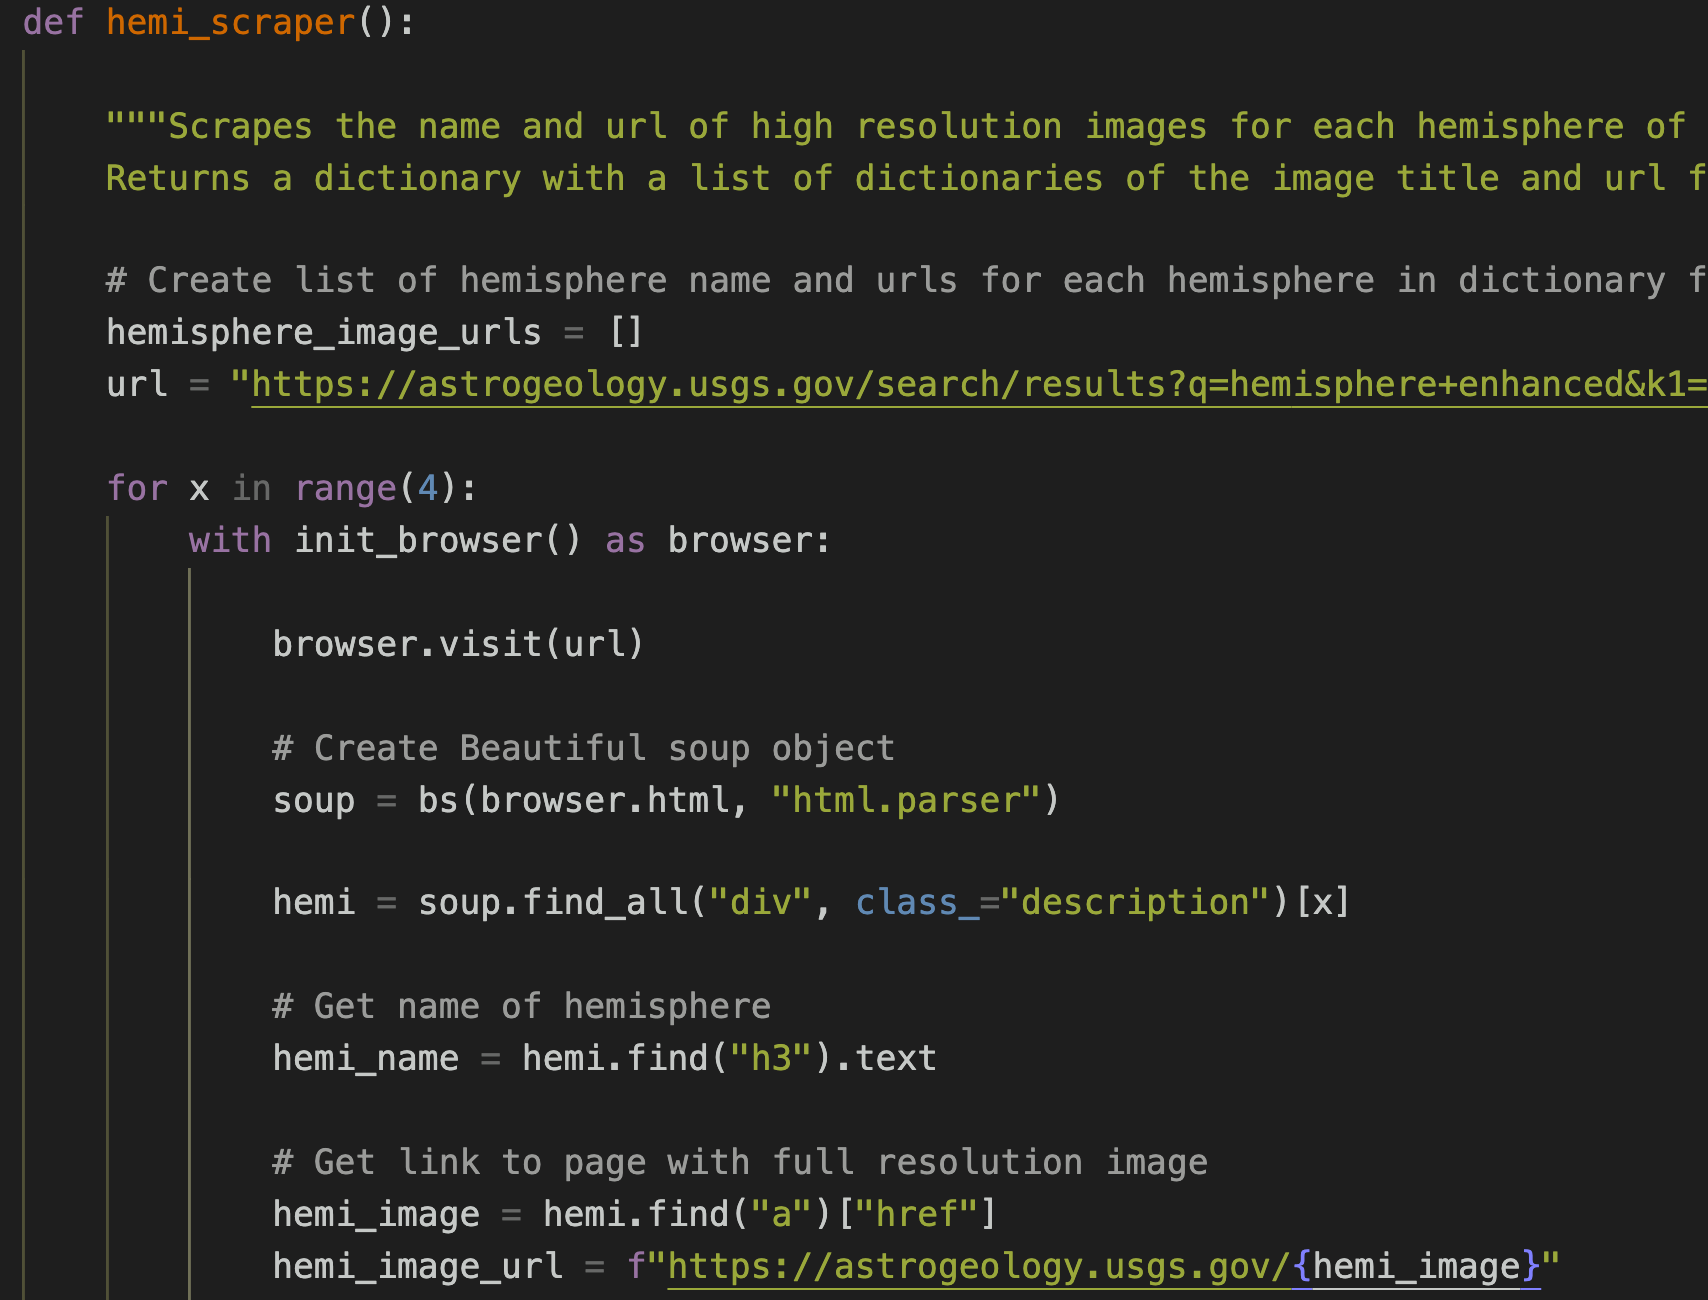 def hemi_scraper():
"""Scrapes the name and url of high resolution images for each hemisphere of
Returns a dictionary with a list of dictionaries of the image title and url f
# Create list of hemisphere name and urls for each hemisphere in dictionary f
hemisphere_image_urls = []
url = "https://astrogeology.usgs.gov/search/results?q=hemisphere+enhanced&k1=
for x in range(4):
with init_browser() as browser:
browser.visit(url)
# Create Beautiful soup object
soup = bs(browser.html, "html.parser")
hemi = soup.find_all("div", class_="description")[x]
# Get name of hemisphere
hemi_name = hemi.find("h3").text
# Get link to page with full resolution image
hemi_image = hemi.find("a")["href"]
hemi_image_url = f"https://astrogeology.usgs.gov/{hemi_image}"